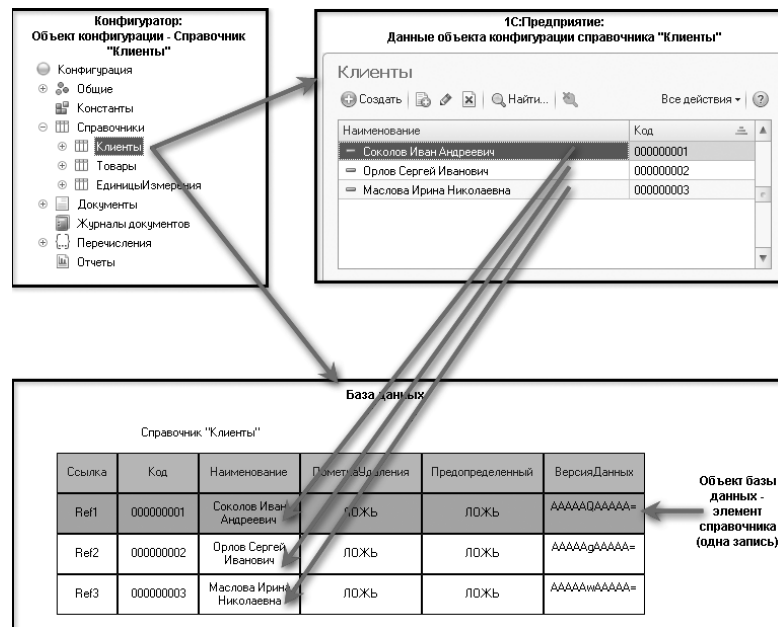 Конфигуратор:
Объект конфигурации - Справочник
"Клиенты"
Конфигурация
Общие
Константы
Справочники
Клиенты
Товары
ЕдиницыИзмерения
Документы
Журналы документов
Перечисления
Отчеты
1С:Предприятие:
Данные объекта конфигурации справочника "Клиенты"
Клиенты
Создать Найти... Все действия
Наименование Код
Соколов Иван Андреевич 000000001
Орлов Сергей Иванович 000000002
Маслова Ирина Николаевна 000000003
База данных
Справочник "Клиенты"
Ссылка Код Наименование ПометкаУдаления Предопределенный ВерсияДанных
Ref1 000000001 Соколов Иван Андреевич ЛОЖЬ ЛОЖЬ AAAAAQAAAAA=
Ref2 000000002 Орлов Сергей Иванович ЛОЖЬ ЛОЖЬ AAAAAgAAAAA=
Ref3 000000003 Маслова Ирина Николаевна ЛОЖЬ ЛОЖЬ AAAAAwAAAAA=
Объект базы
данных -
элемент
справочника
(одна запись)